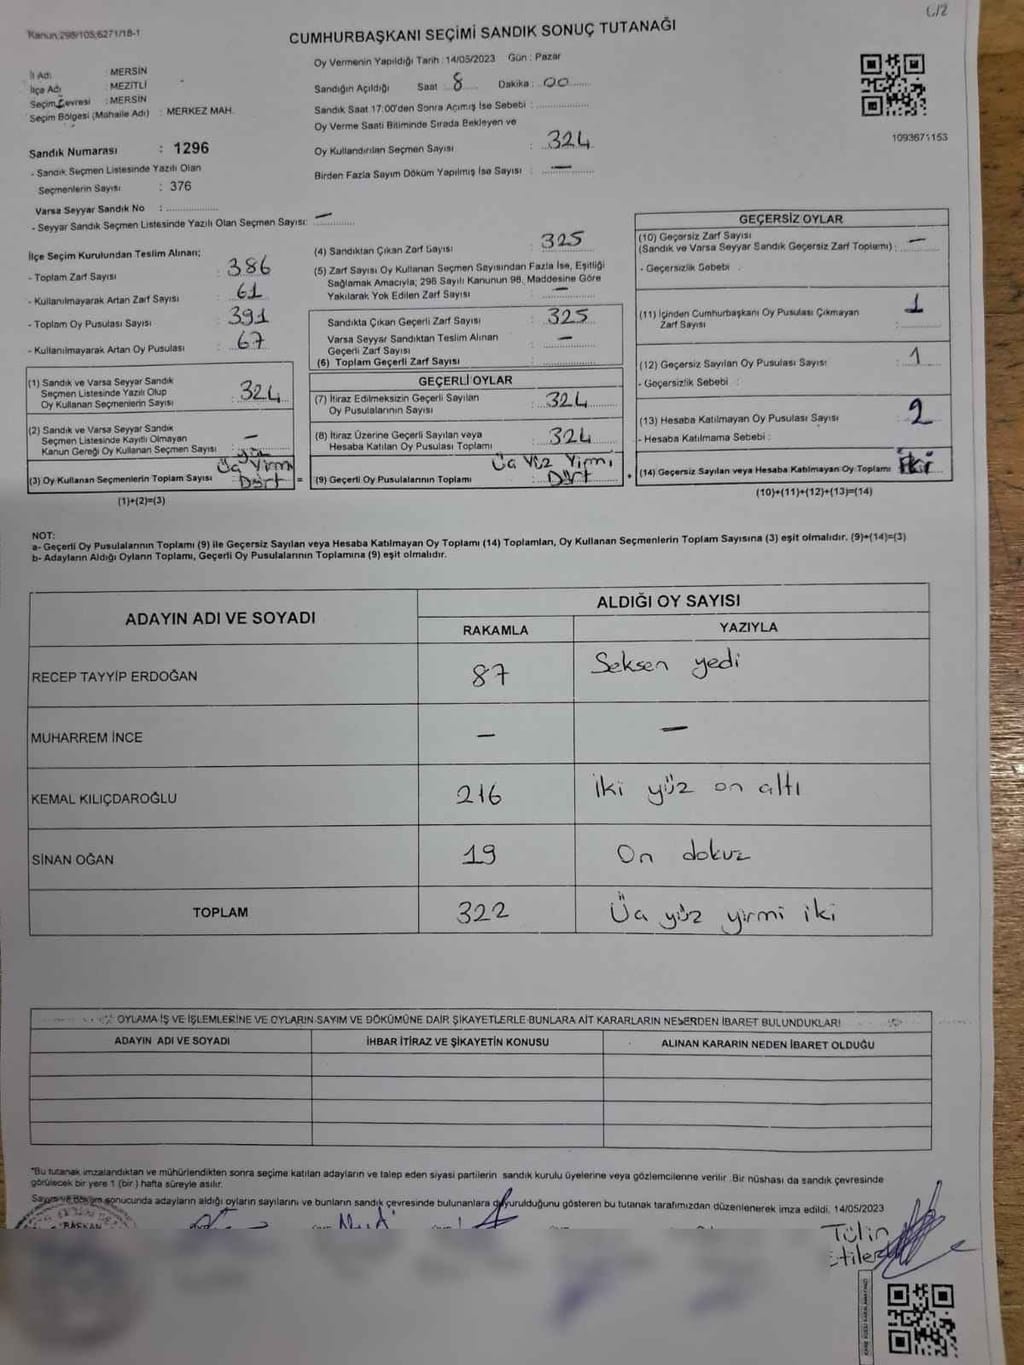 6/2
Kanun 298/105;6271/18-1
CUMHURBAŞKANI SEÇİMİ SANDIK SONUÇ TUTANAĞI
İl Adı : MERSİN
İlçe Adı : MEZİTLİ
Seçim Çevresi : MERSİN
Seçim Bölgesi (Mahalle Adı) : MERKEZ MAH.
Sandık Numarası : 1296
- Sandık Seçmen Listesinde Yazılı Olan
Seçmenlerin Sayısı : 376
Varsa Seyyar Sandık No :
- Seyyar Sandık Seçmen Listesinde Yazılı Olan Seçmen Sayısı: —
Oy Vermenin Yapıldığı Tarih : 14/05/2023 Gün : Pazar
Sandığın Açıldığı Saat 8 Dakika : 00
Sandık Saat 17:00'den Sonra Açılmış İse Sebebi :
Oy Verme Saati Bitiminde Sırada Bekleyen ve
Oy Kullandırılan Seçmen Sayısı : 324
Birden Fazla Sayım Döküm Yapılmış İse Sayısı : —
1093671153
İlçe Seçim Kurulundan Teslim Alınan;
- Toplam Zarf Sayısı : 386
- Kullanılmayarak Artan Zarf Sayısı : 61
- Toplam Oy Pusulası Sayısı : 391
- Kullanılmayarak Artan Oy Pusulası : 67
(1) Sandık ve Varsa Seyyar Sandık
Seçmen Listesinde Yazılı Olup
Oy Kullanan Seçmenlerin Sayısı : 324
(2) Sandık ve Varsa Seyyar Sandık
Seçmen Listesinde Kayıtlı Olmayan
Kanun Gereği Oy Kullanan Seçmen Sayısı : —
(3) Oy Kullanan Seçmenlerin Toplam Sayısı : Üa yüz Yirmi Dört =
(1)+(2)=(3)
(4) Sandıktan Çıkan Zarf Sayısı : 325
(5) Zarf Sayısı Oy Kullanan Seçmen Sayısından Fazla İse, Eşitliği
Sağlamak Amacıyla; 298 Sayılı Kanunun 98. Maddesine Göre
Yakılarak Yok Edilen Zarf Sayısı : —
Sandıkta Çıkan Geçerli Zarf Sayısı : 325
Varsa Seyyar Sandıktan Teslim Alınan
Geçerli Zarf Sayısı : —
(6) Toplam Geçerli Zarf Sayısı :
GEÇERLİ OYLAR
(7) İtiraz Edilmeksizin Geçerli Sayılan
Oy Pusulalarının Sayısı : 324
(8) İtiraz Üzerine Geçerli Sayılan veya
Hesaba Katılan Oy Pusulası Toplamı : 324
(9) Geçerli Oy Pusulalarının Toplamı : Üa Yüz Yirmi Dört +
GEÇERSİZ OYLAR
(10) Geçersiz Zarf Sayısı
(Sandık ve Varsa Seyyar Sandık Geçersiz Zarf Toplamı) : —
- Geçersizlik Sebebi :
(11) İçinden Cumhurbaşkanı Oy Pusulası Çıkmayan
Zarf Sayısı : 1
(12) Geçersiz Sayılan Oy Pusulası Sayısı : 1
- Geçersizlik Sebebi :
(13) Hesaba Katılmayan Oy Pusulası Sayısı : 2
- Hesaba Katılmama Sebebi :
(14) Geçersiz Sayılan veya Hesaba Katılmayan Oy Toplamı : İki
(10)+(11)+(12)+(13)=(14)
NOT:
a- Geçerli Oy Pusulalarının Toplamı (9) ile Geçersiz Sayılan veya Hesaba Katılmayan Oy Toplamı (14) Toplamları, Oy Kullanan Seçmenlerin Toplam Sayısına (3) eşit olmalıdır. (9)+(14)=(3)
b- Adayların Aldığı Oyların Toplamı, Geçerli Oy Pusulalarının Toplamına (9) eşit olmalıdır.
ADAYIN ADI VE SOYADI ALDIĞI OY SAYISI
RAKAMLA YAZIYLA
RECEP TAYYİP ERDOĞAN 87 Seksen yedi
MUHARREM İNCE — —
KEMAL KILIÇDAROĞLU 216 iki yüz on altı
SİNAN OĞAN 19 On dokuz
TOPLAM 322 Üa yüz yirmi iki
OYLAMA İŞ VE İŞLEMLERİNE VE OYLARIN SAYIM VE DÖKÜMÜNE DAİR ŞİKAYETLERLE BUNLARA AİT KARARLARIN NELERDEN İBARET BULUNDUKLARI
ADAYIN ADI VE SOYADI İHBAR İTİRAZ VE ŞİKAYETİN KONUSU ALINAN KARARIN NEDEN İBARET OLDUĞU
*Bu tutanak imzalandıktan ve mühürlendikten sonra seçime katılan adayların ve talep eden siyasi partilerin sandık kurulu üyelerine veya gözlemcilerine verilir. Bir nüshası da sandık çevresinde
görülecek bir yere 1 (bir ) hafta süreyle asılır.
Sayım ve döküm sonucunda adayların aldığı oyların sayılarını ve bunların sandık çevresinde bulunanlara duyurulduğunu gösteren bu tutanak tarafımızdan düzenlenerek imza edildi. 14/05/2023
BAŞKAN
Tülin